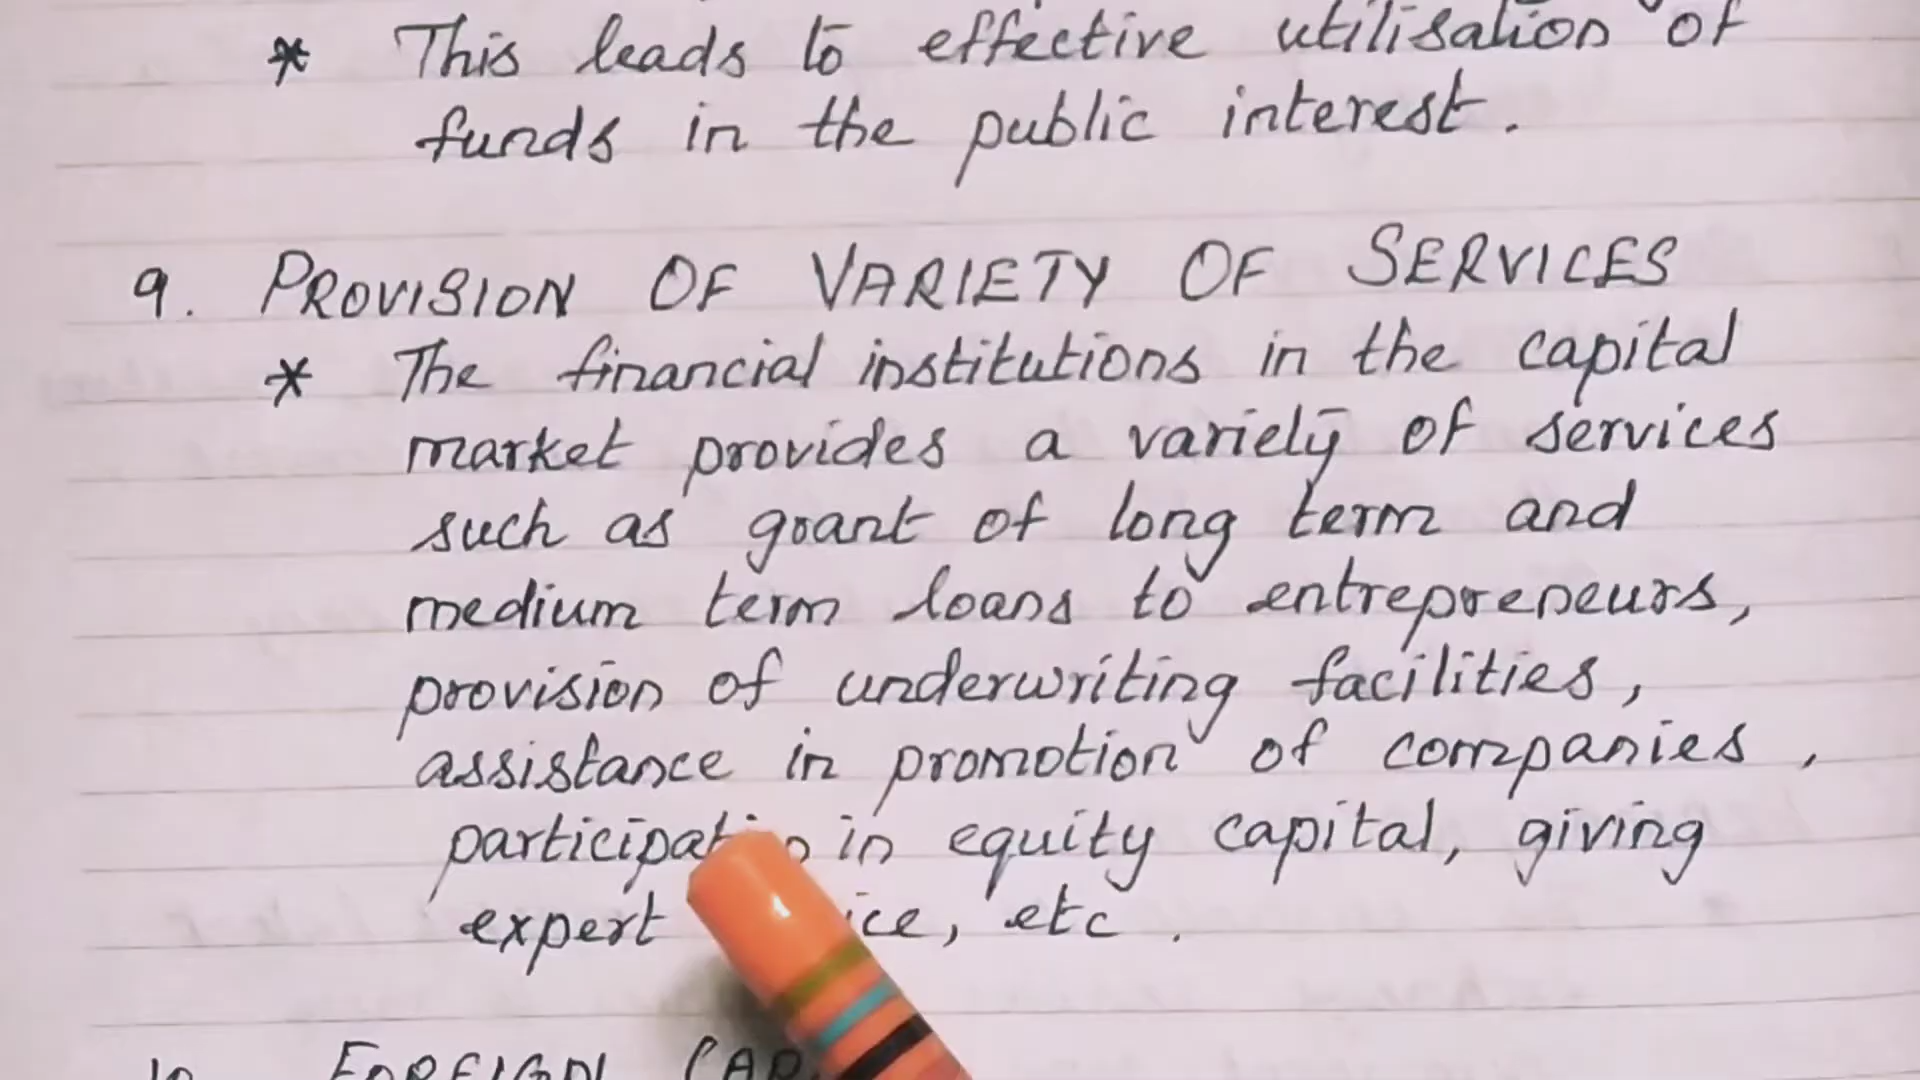 * This leads to effective utilisation of
funds in the public interest.
9. PROVISION OF VARIETY OF SERVICES
* The financial institutions in the capital
market provides a variety of services
such as grant of long term and
medium term loans to entrepreneurs,
provision of underwriting facilities,
assistance in promotion of companies,
in equity capital, giving
expert etc.
10. FOREIGN